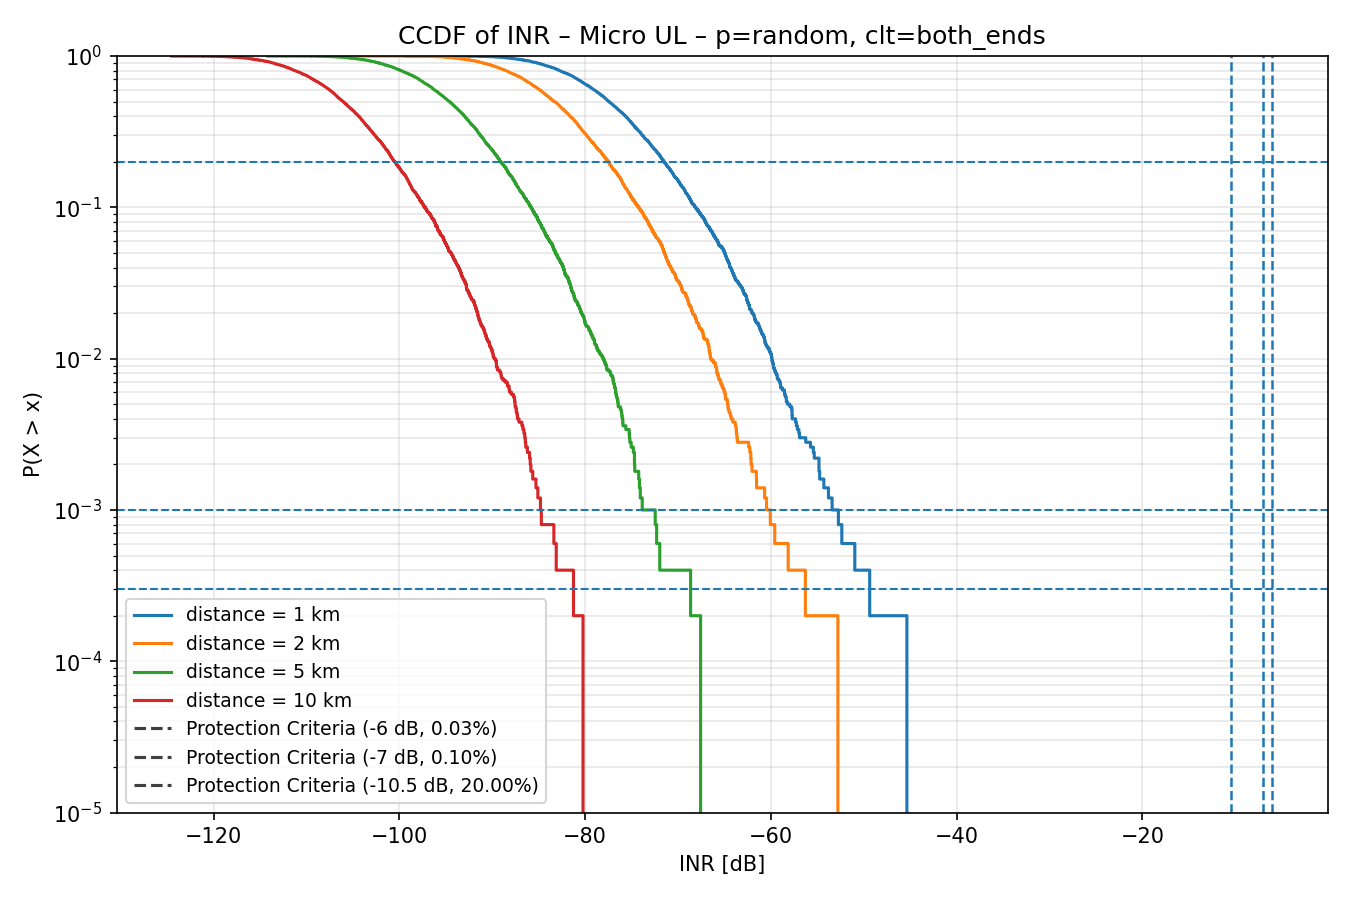 CCDF of INR – Micro UL – p=random, clt=both_ends
P(X > x)
10⁰
10⁻¹
10⁻²
10⁻³
10⁻⁴
10⁻⁵
distance = 1 km
distance = 2 km
distance = 5 km
distance = 10 km
Protection Criteria (-6 dB, 0.03%)
Protection Criteria (-7 dB, 0.10%)
Protection Criteria (-10.5 dB, 20.00%)
−120
−100
−80
−60
−40
−20
INR [dB]